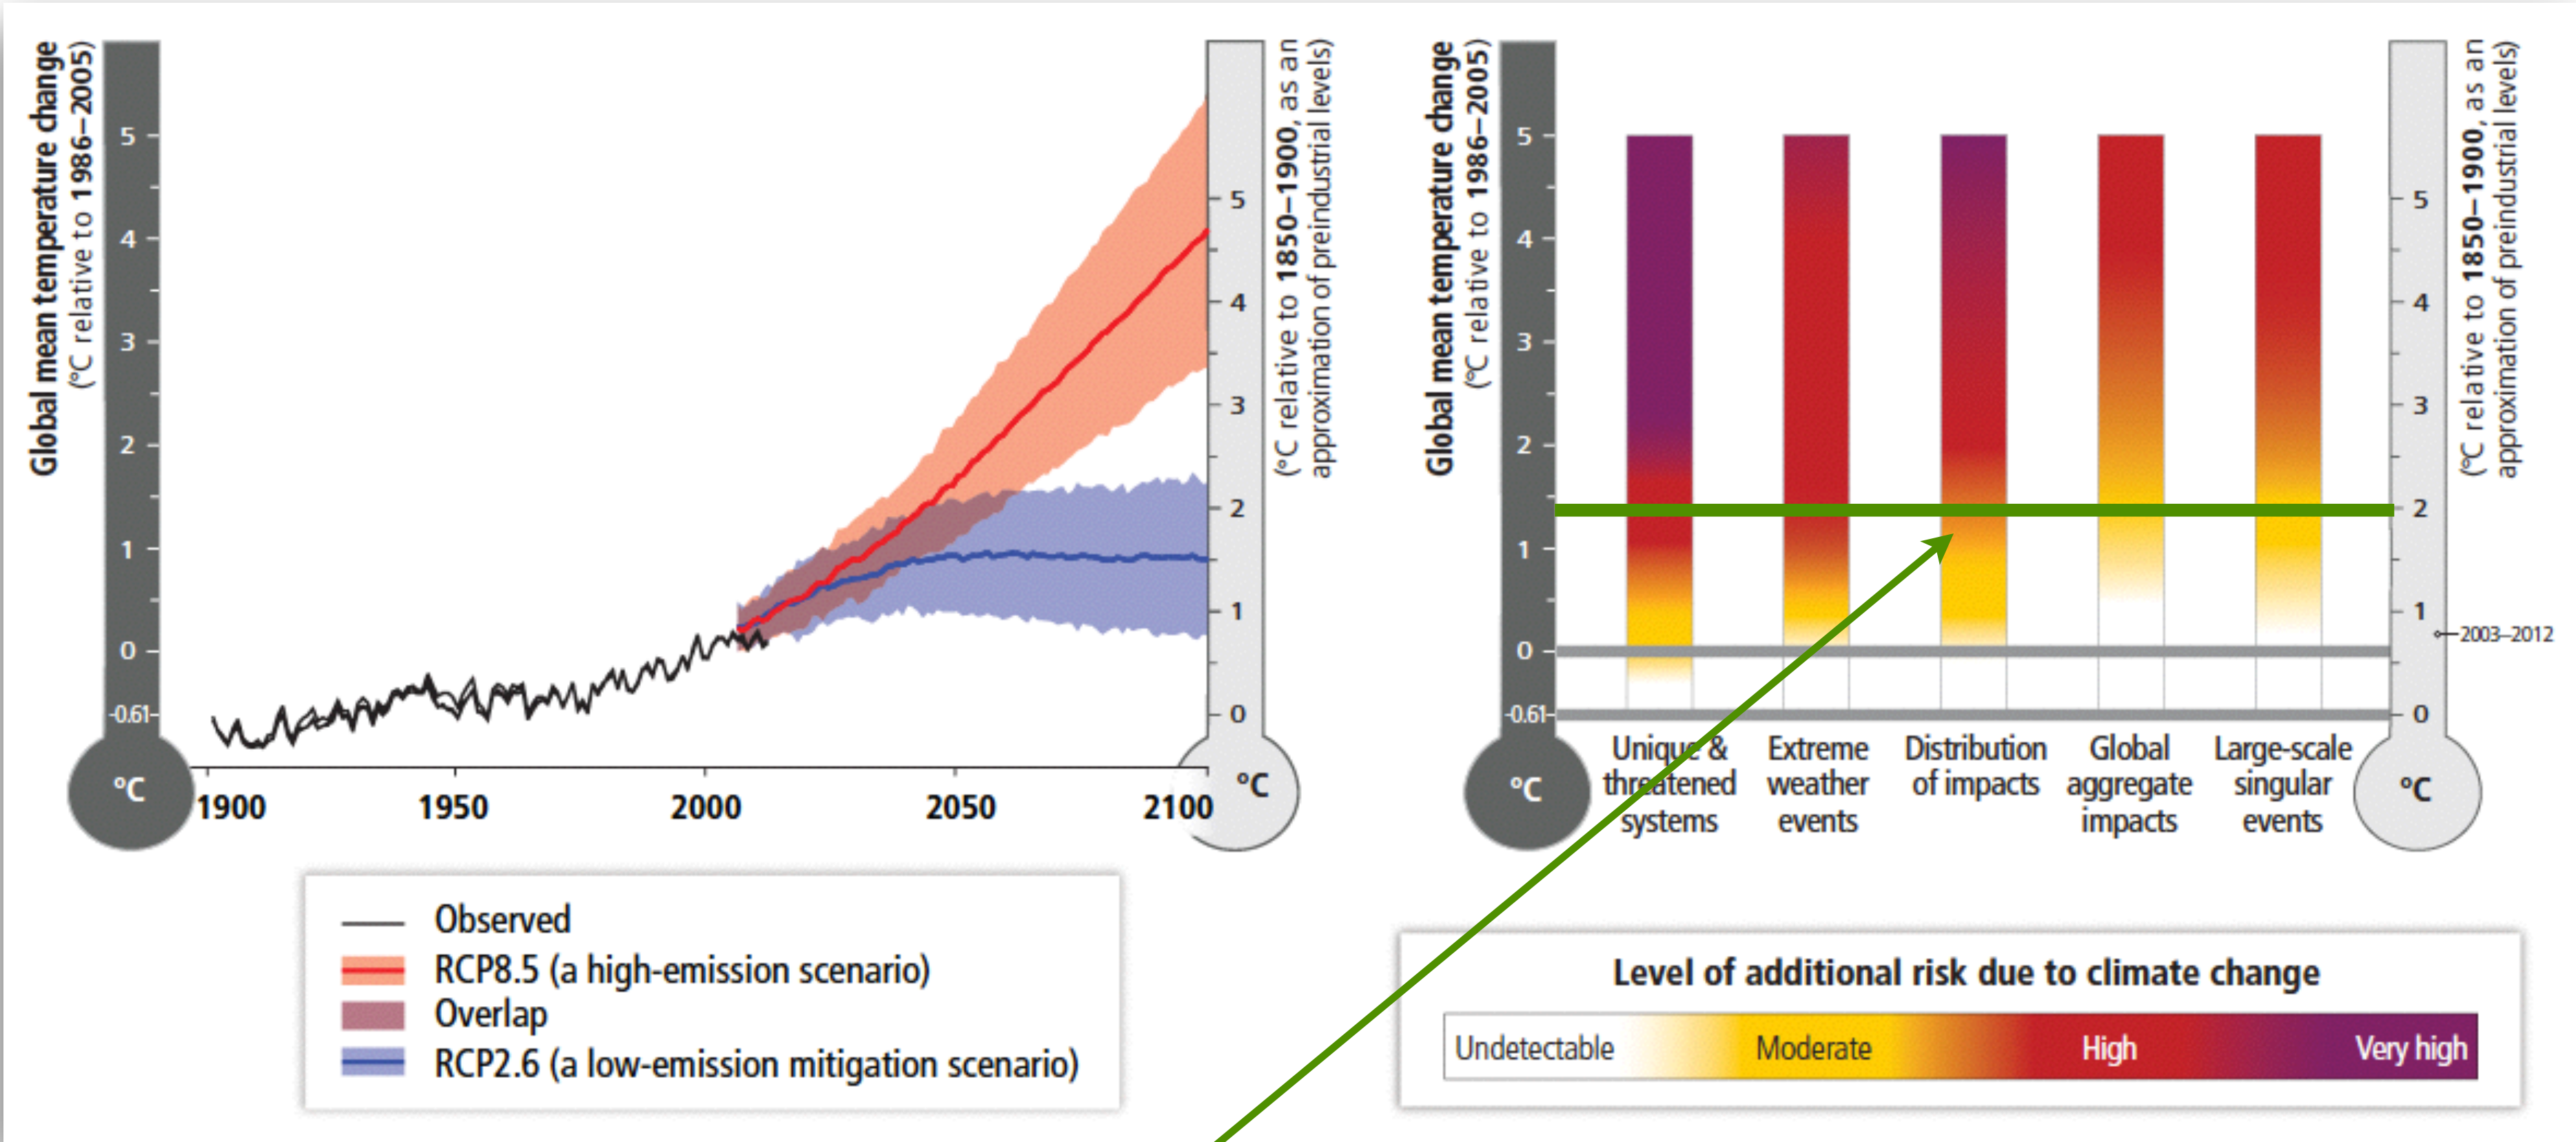 Global mean temperature change
(°C relative to 1986–2005)
5
4
3
2
1
0
-0.61
°C
5
4
3
2
1
0
°C
(°C relative to 1850–1900, as an
approximation of preindustrial levels)
1900
1950
2000
2050
2100
Observed
RCP8.5 (a high-emission scenario)
Overlap
RCP2.6 (a low-emission mitigation scenario)
Global mean temperature change
(°C relative to 1986–2005)
5
4
3
2
1
0
-0.61
°C
Unique &
threatened
systems
Extreme
weather
events
Distribution
of impacts
Global
aggregate
impacts
Large-scale
singular
events
5
4
3
2
1
0
°C
2003–2012
(°C relative to 1850–1900, as an
approximation of preindustrial levels)
Level of additional risk due to climate change
Undetectable
Moderate
High
Very high